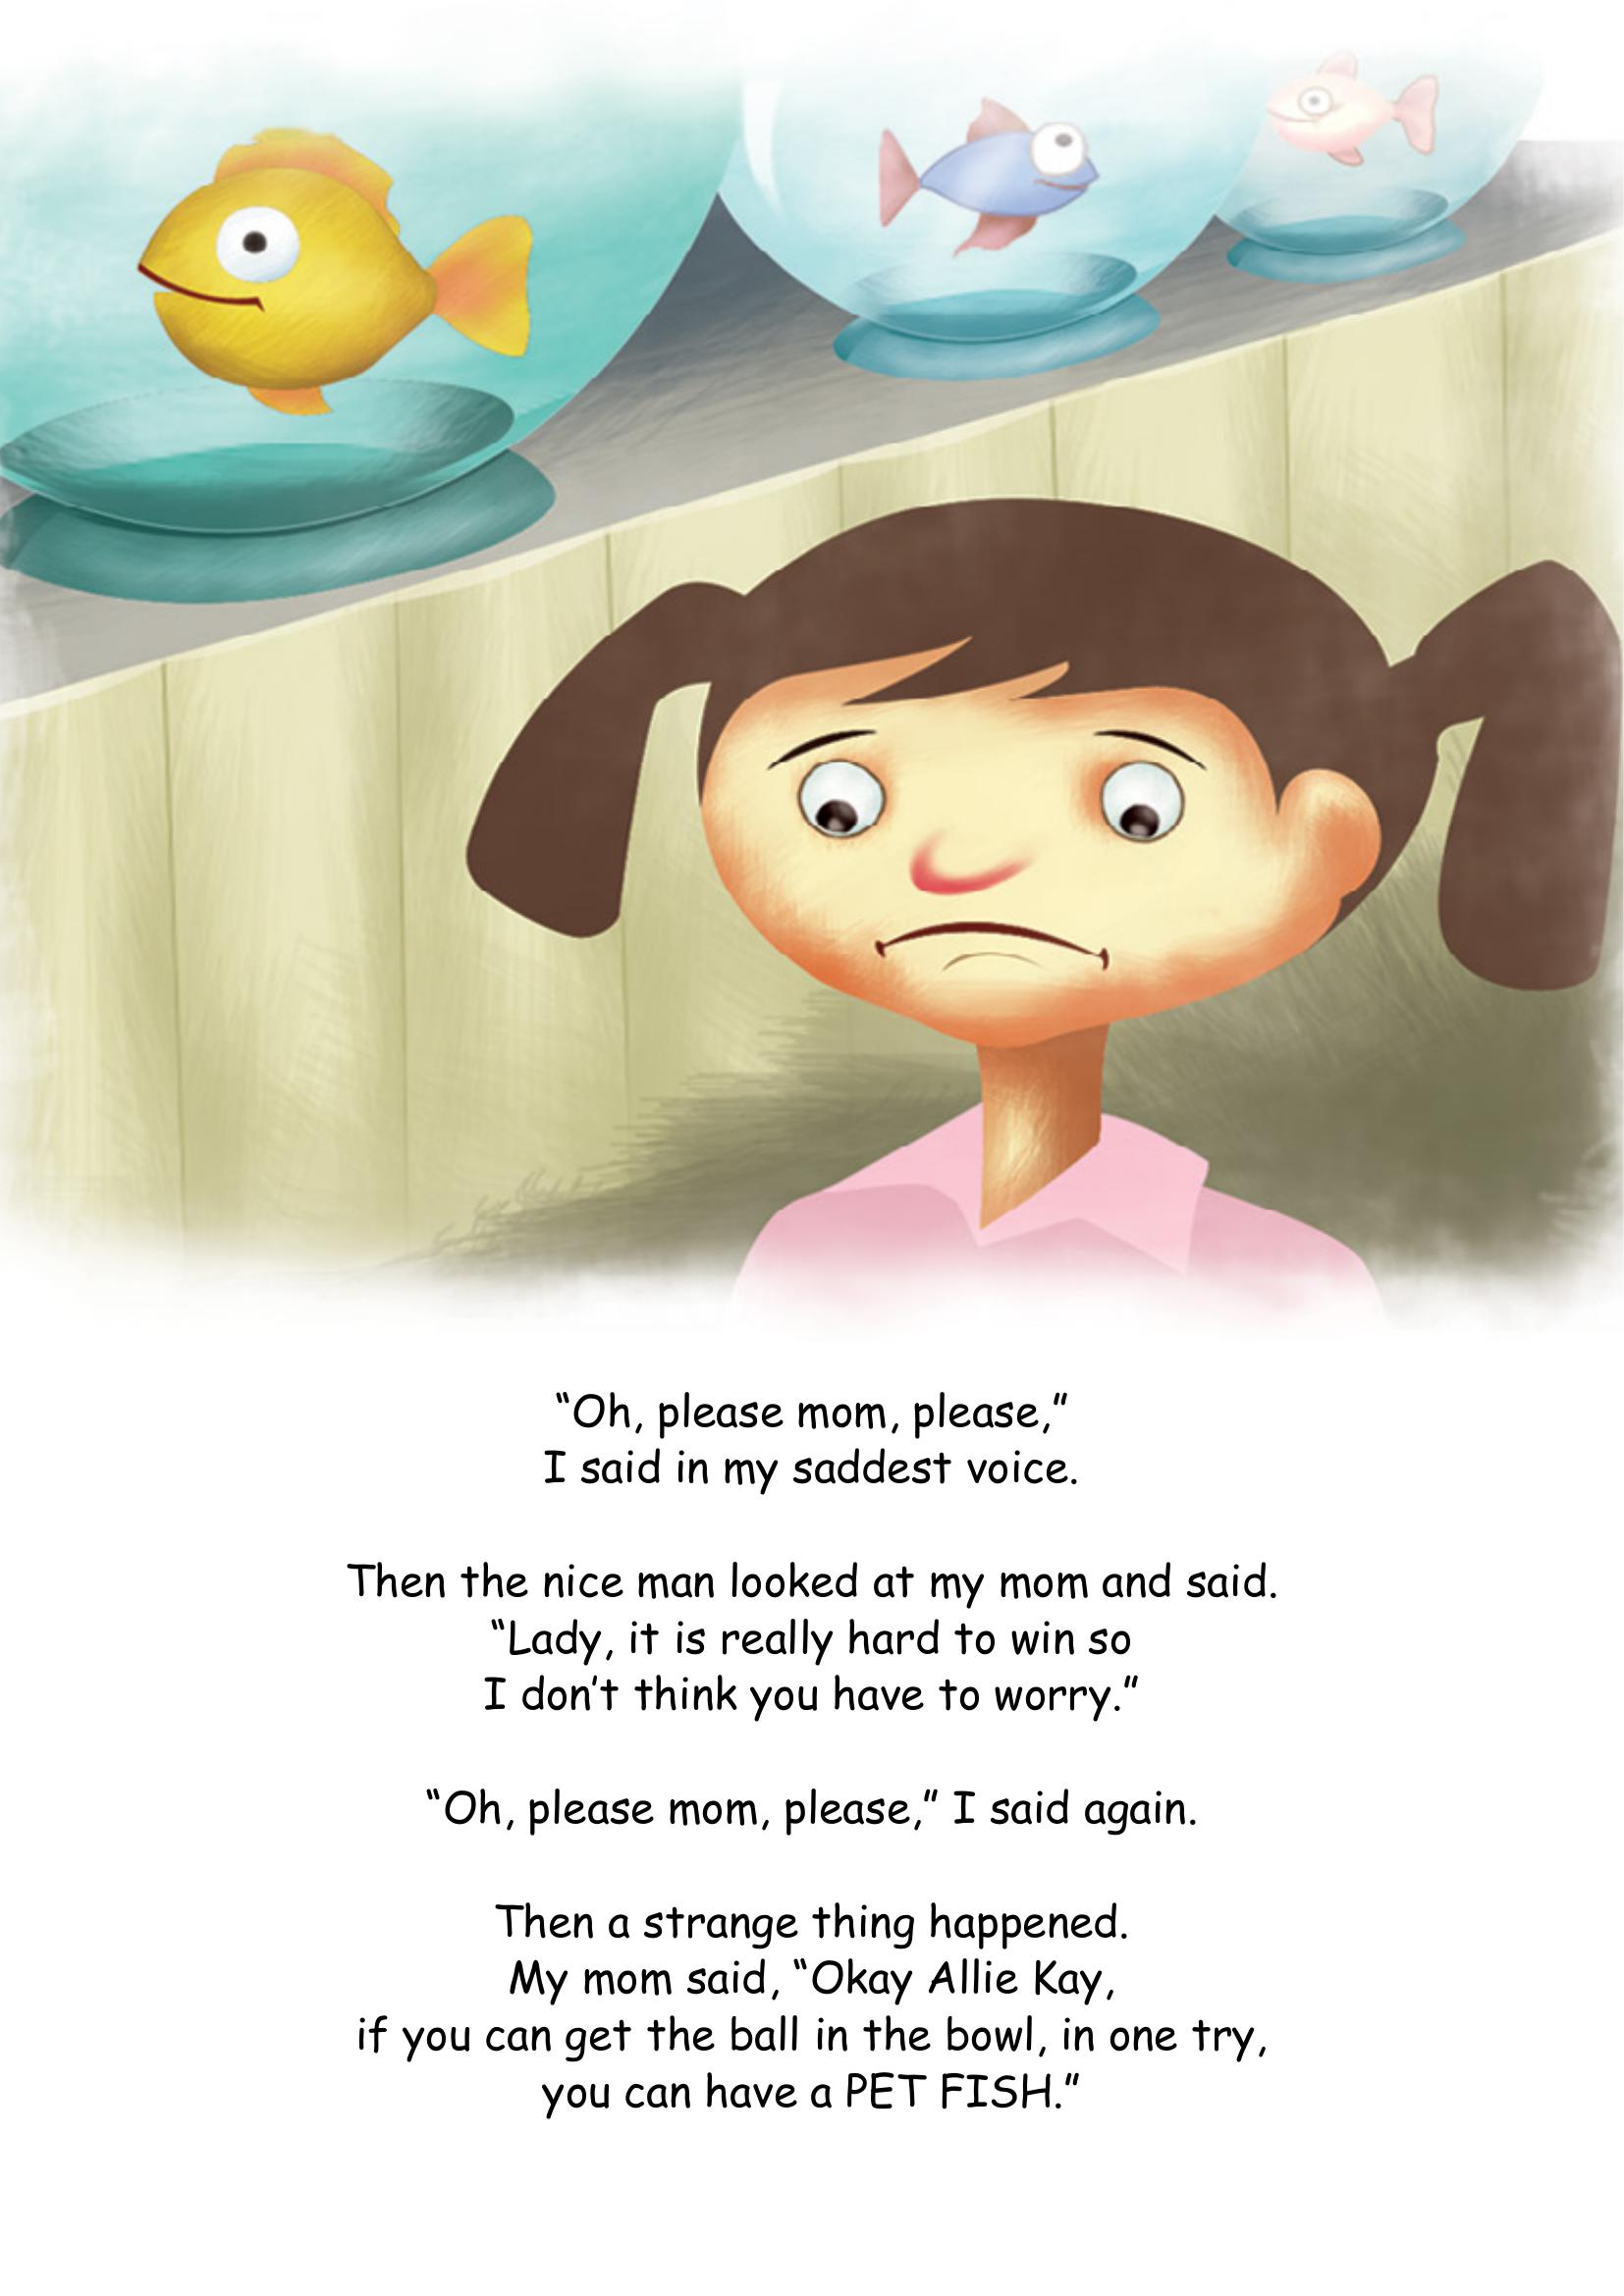 “Oh, please mom, please,”
I said in my saddest voice.
Then the nice man looked at my mom and said.
“Lady, it is really hard to win so
I don’t think you have to worry.”
“Oh, please mom, please,” I said again.
Then a strange thing happened.
My mom said, “Okay Allie Kay,
if you can get the ball in the bowl, in one try,
you can have a PET FISH.”